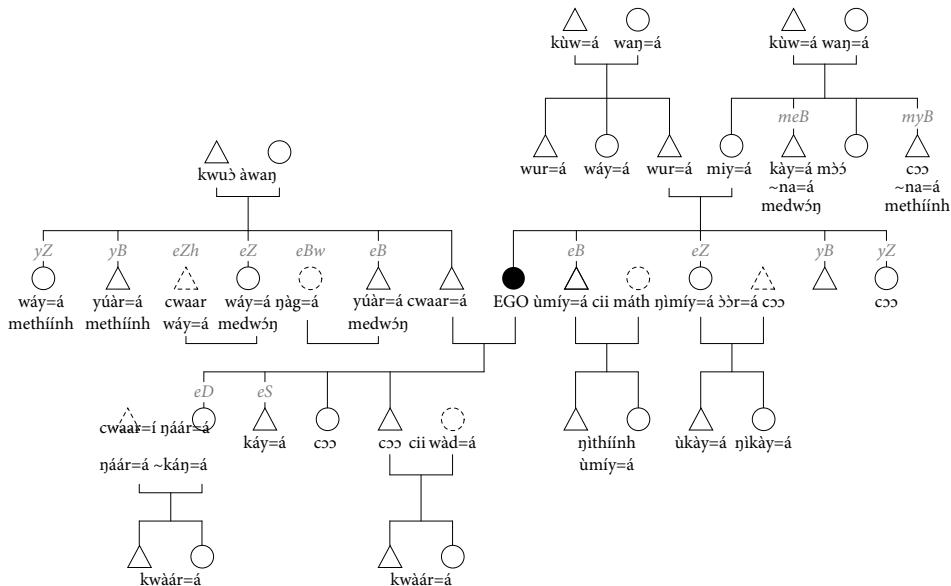 kùw=á waŋ=á kùw=á waŋ=á
meB myB
wur=á wáy=á wur=á miy=á kày=á mɔ̀ɔ́ cɔɔ
~na=á ~na=á
medwɔ́ŋ methíính
kwuɔ̀ àwaŋ
yZ yB eZh eZ eBw eB eB eZ yB yZ
wáy=á yúàr=á cwaar wáy=á ŋàg=á yúàr=á cwaar=á EGO ùmíy=á cii máth ŋìmíy=á ɔ̀ɔ̀r=á cɔɔ cɔɔ
methíính methíính wáy=á medwɔ́ŋ medwɔ́ŋ
eD eS
cwaar=í ŋáár=á káy=á cɔɔ cɔɔ cii wàd=á ŋìthíính ùkày=á ŋìkày=á
ŋáár=á ~káŋ=á ùmíy=á
kwàár=á kwàár=á